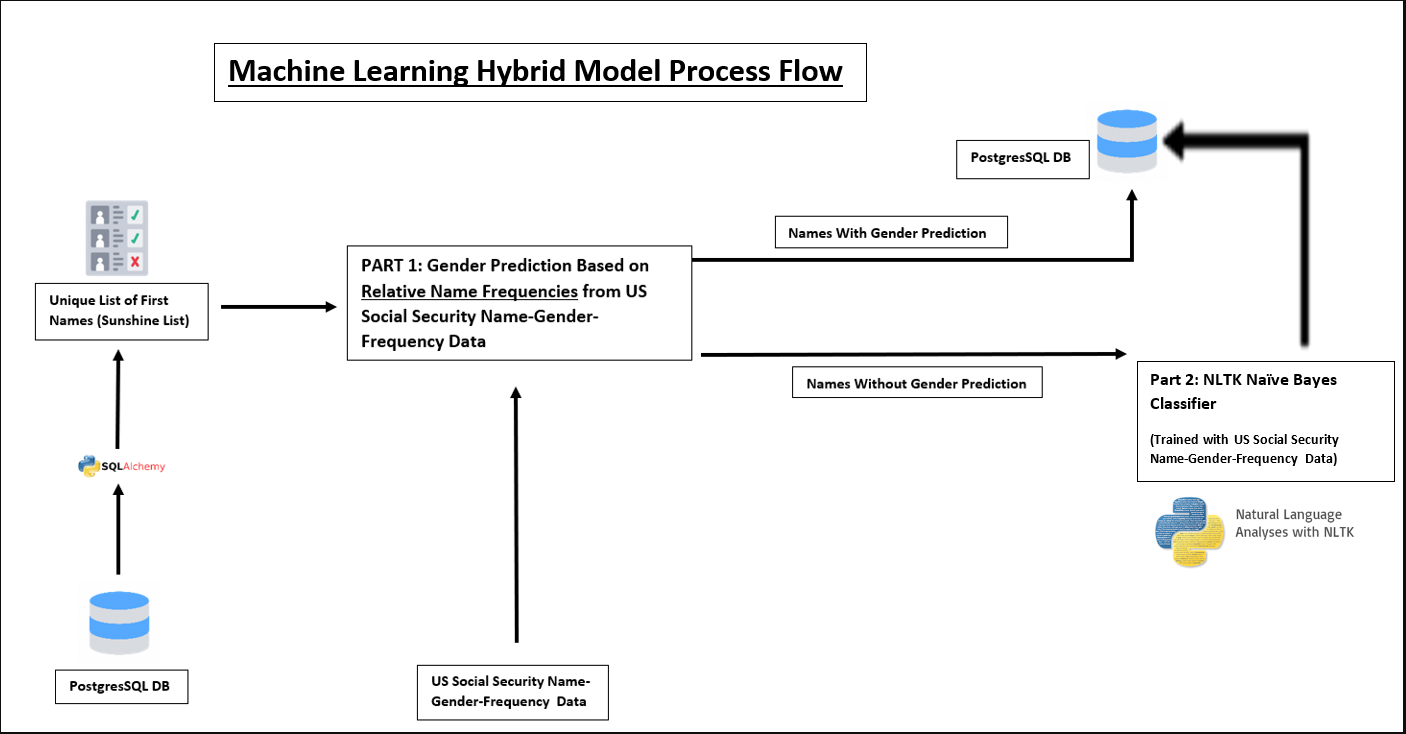 Machine Learning Hybrid Model Process Flow
PostgresSQL DB
Names With Gender Prediction
PART 1: Gender Prediction Based on
Relative Name Frequencies from US
Social Security Name-Gender-
Frequency Data
Unique List of First
Names (Sunshine List)
Names Without Gender Prediction
Part 2: NLTK Naïve Bayes
Classifier
(Trained with US Social Security
Name-Gender-Frequency Data)
SQLAlchemy
Natural Language
Analyses with NLTK
PostgresSQL DB
US Social Security Name-
Gender-Frequency Data